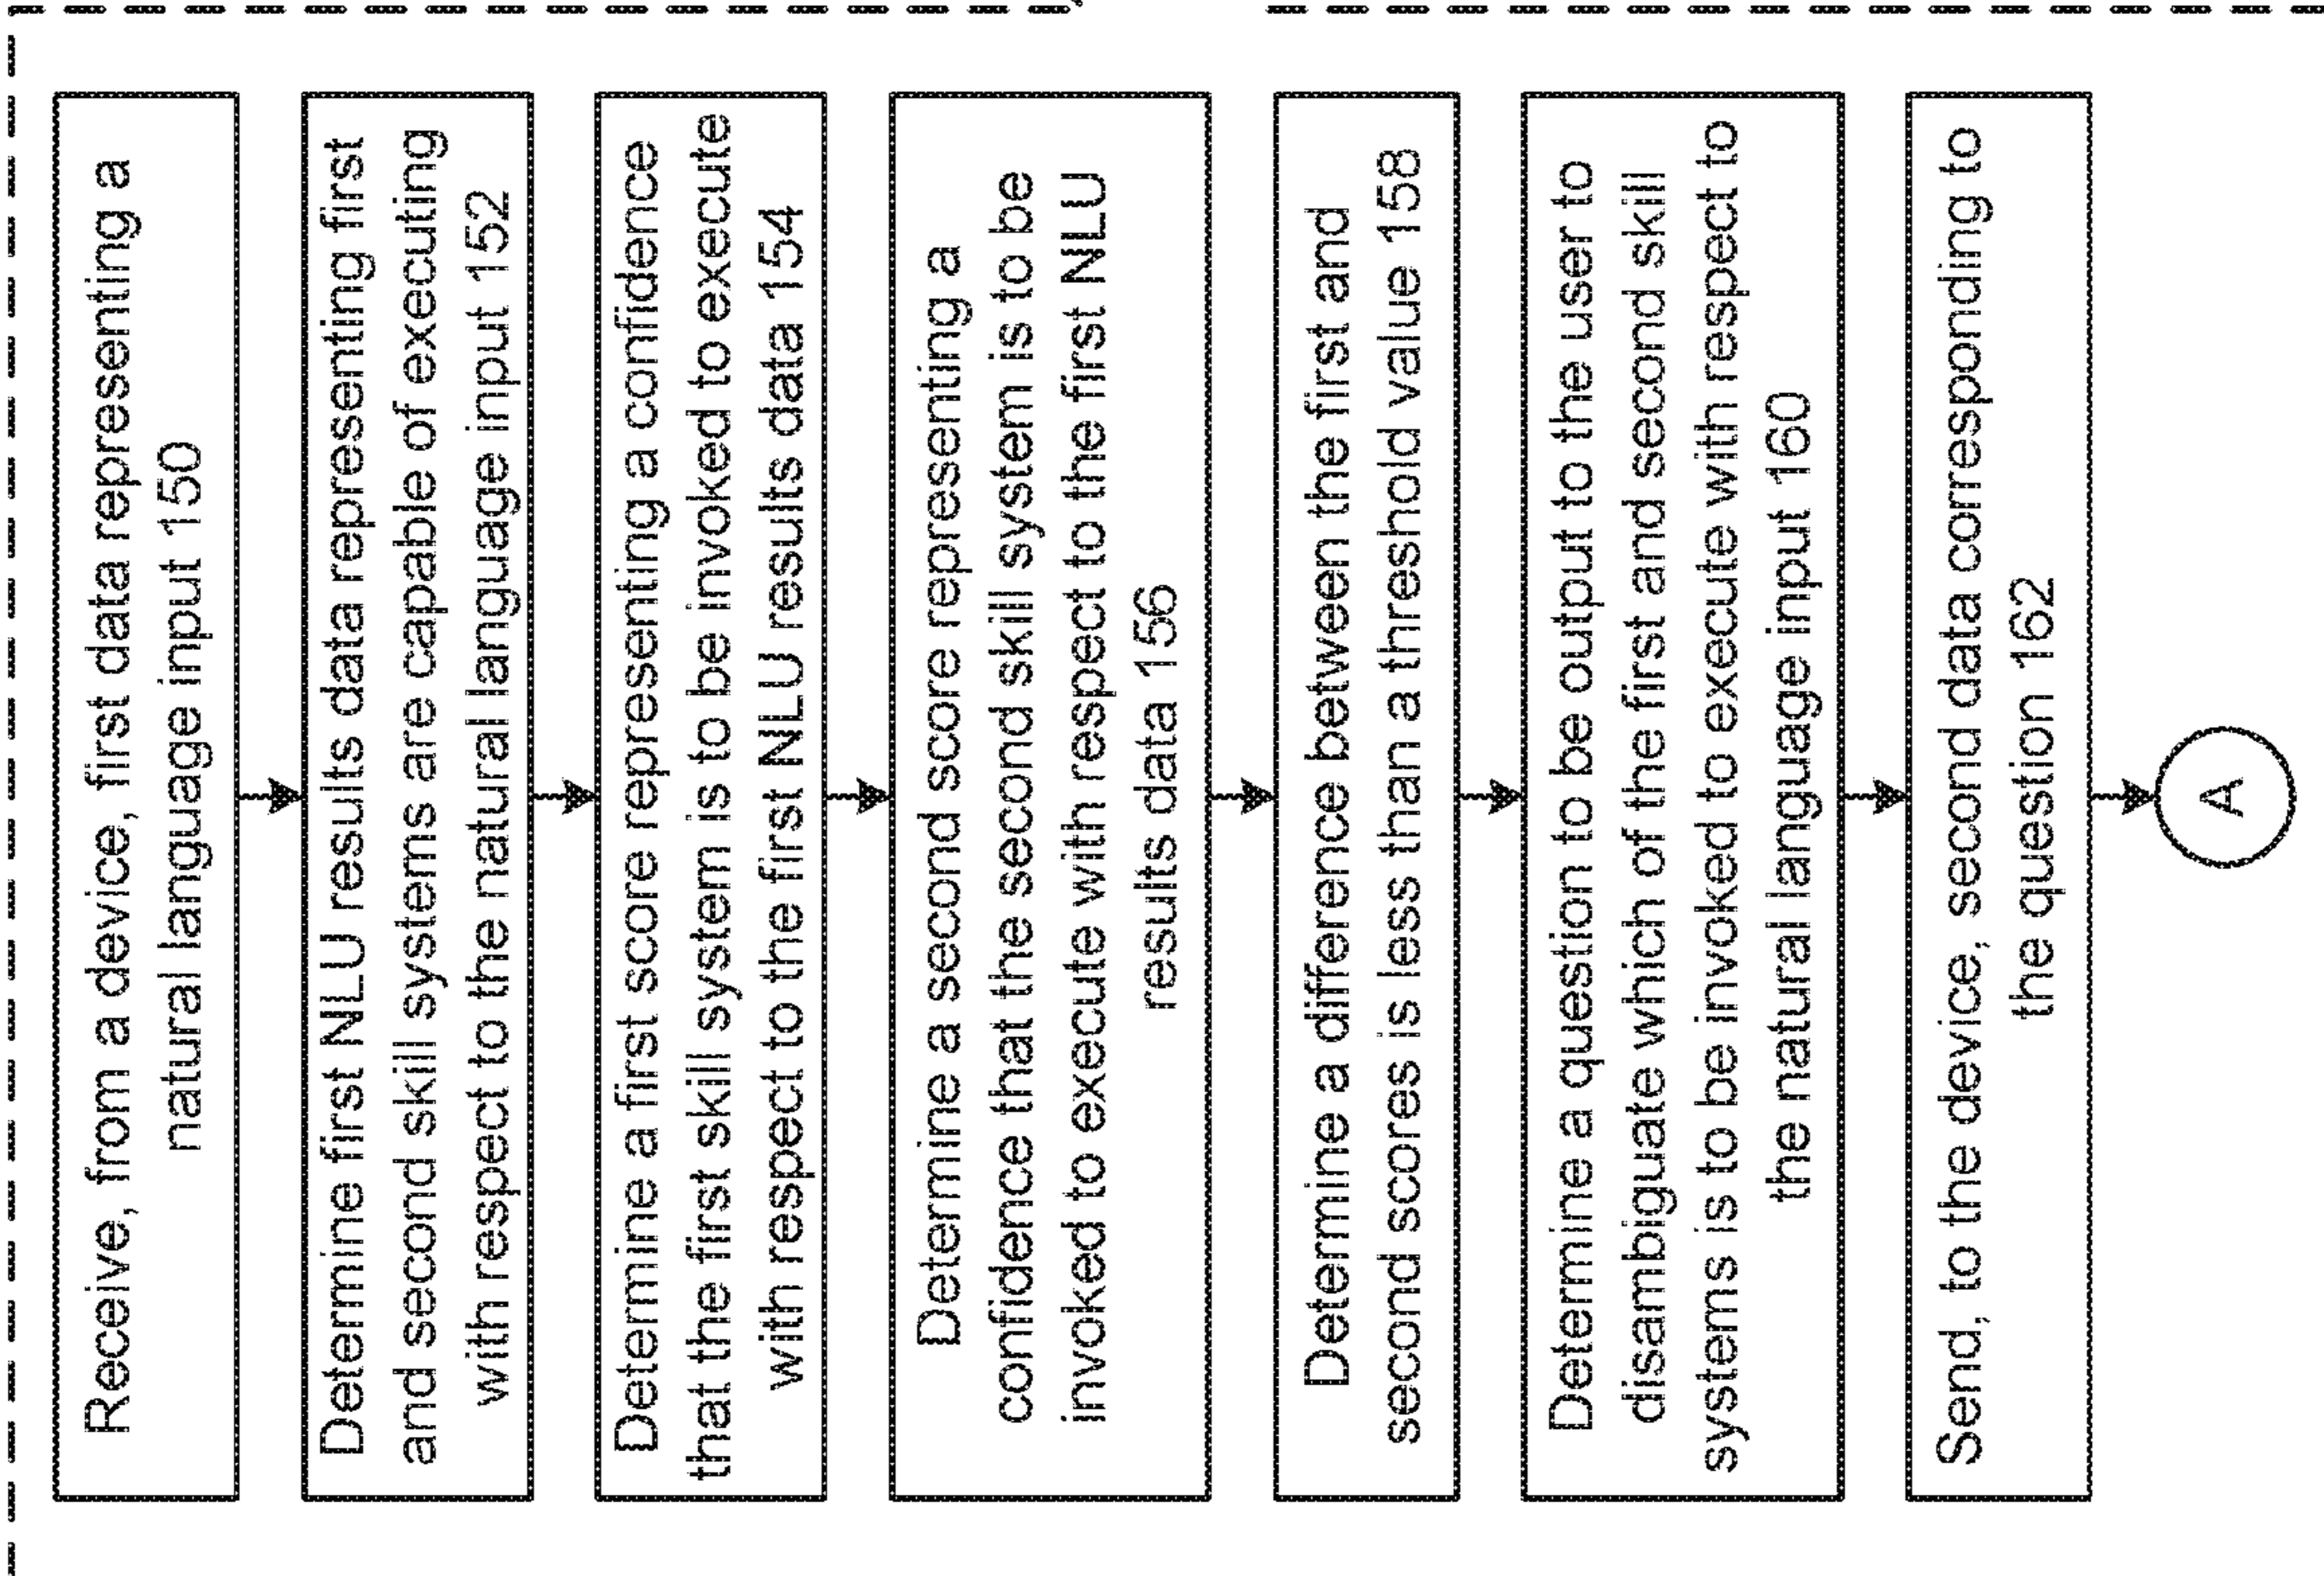 Receive, from a device, first data representing a
natural language input 150
Determine first NLU results data representing first
and second skill systems are capable of executing
with respect to the natural language input 152
Determine a first score representing a confidence
that the first skill system is to be invoked to execute
with respect to the first NLU results data 154
Determine a second score representing a
confidence that the second skill system is to be
invoked to execute with respect to the first NLU
results data 156
Determine a difference between the first and
second scores is less than a threshold value 158
Determine a question to be output to the user to
disambiguate which of the first and second skill
systems is to be invoked to execute with respect to
the natural language input 160
Send, to the device, second data corresponding to
the question 162
A